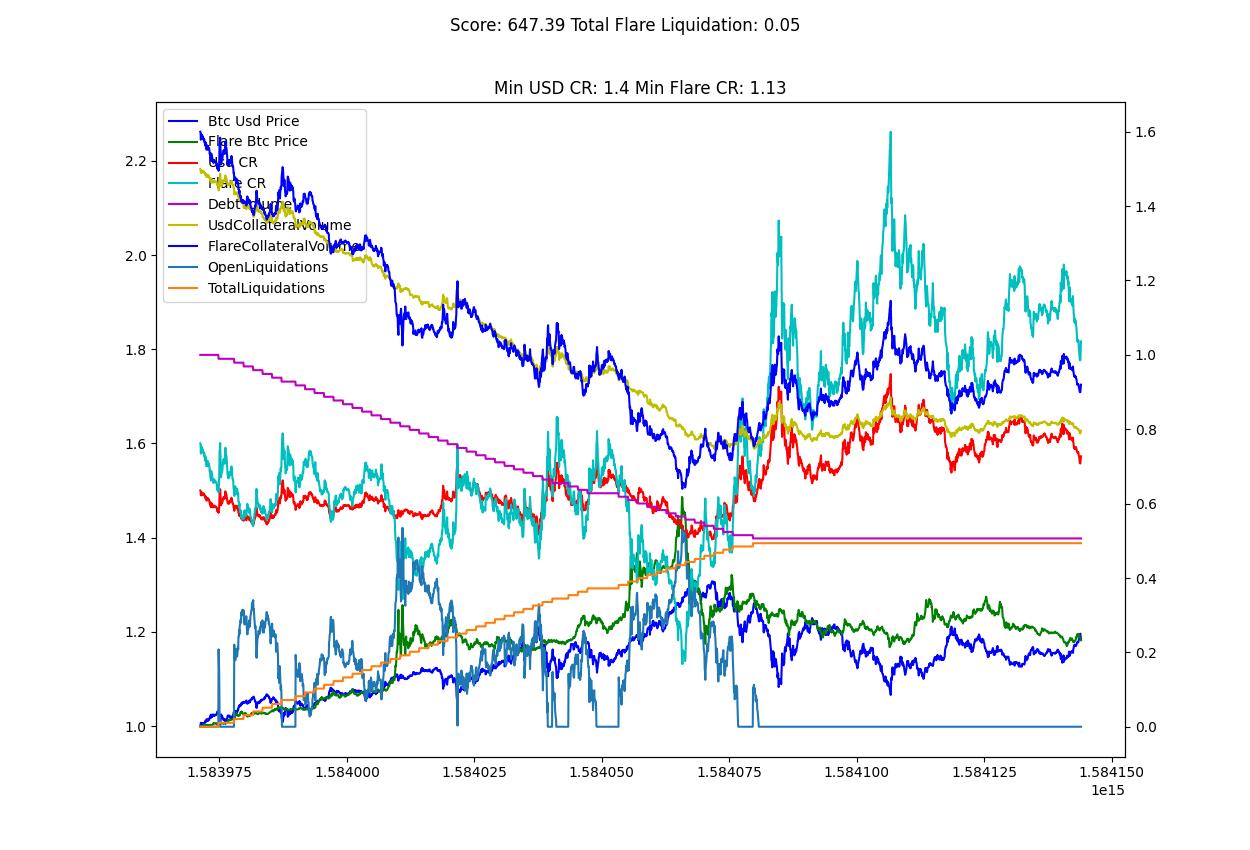 Score: 647.39 Total Flare Liquidation: 0.05
Min USD CR: 1.4 Min Flare CR: 1.13
Btc Usd Price
Flare Btc Price
Usd CR
Flare CR
DebtVolume
UsdCollateralVolume
FlareCollateralVolume
OpenLiquidations
TotalLiquidations
2.2
2.0
1.8
1.6
1.4
1.2
1.0
1.6
1.4
1.2
1.0
0.8
0.6
0.4
0.2
0.0
1.583975 1.584000 1.584025 1.584050 1.584075 1.584100 1.584125 1.584150
1e15